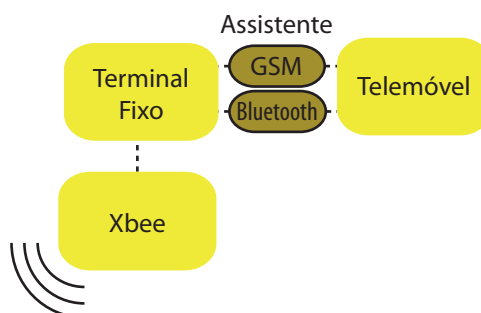 Assistente
GSM
Bluetooth
Terminal
Fixo
Telemóvel
Xbee